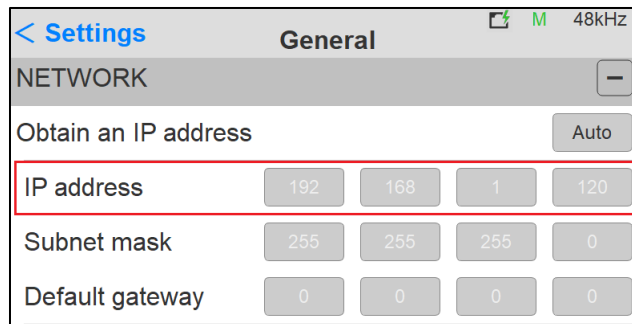 < Settings General M 48kHz
NETWORK −
Obtain an IP address Auto
IP address 192 168 1 120
Subnet mask 255 255 255 0
Default gateway 0 0 0 0